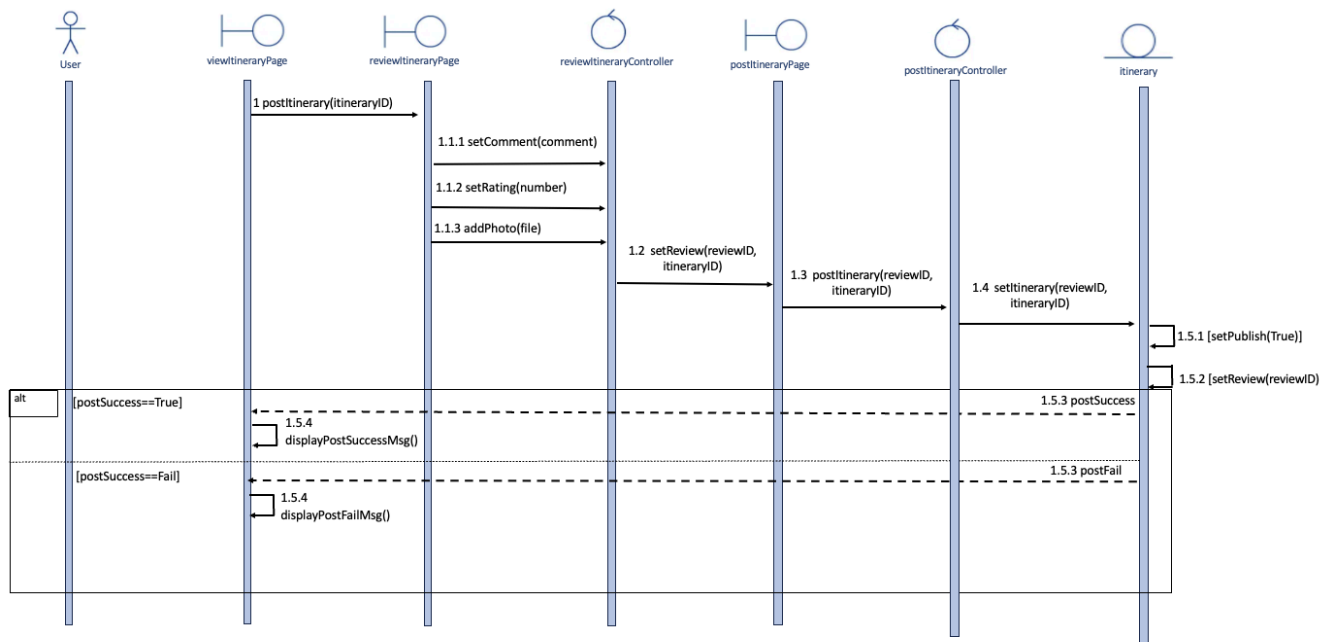 User
viewItineraryPage
reviewItineraryPage
reviewItineraryController
postItineraryPage
postItineraryController
itinerary
1 postItinerary(itineraryID)
1.1.1 setComment(comment)
1.1.2 setRating(number)
1.1.3 addPhoto(file)
1.2 setReview(reviewID,
itineraryID)
1.3 postItinerary(reviewID,
itineraryID)
1.4 setItinerary(reviewID,
itineraryID)
1.5.1 [setPublish(True)]
1.5.2 [setReview(reviewID)
alt
[postSuccess==True]
1.5.3 postSuccess
1.5.4
displayPostSuccessMsg()
[postSuccess==Fail]
1.5.3 postFail
1.5.4
displayPostFailMsg()